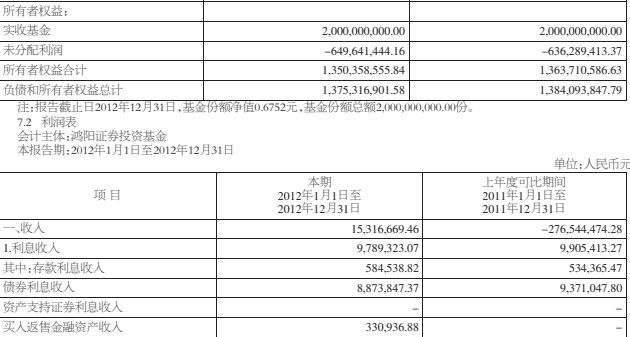 所有者权益:
实收基金 2,000,000,000.00 2,000,000,000.00
未分配利润 -649,641,444.16 -636,289,413.37
所有者权益合计 1,350,358,555.84 1,363,710,586.63
负债和所有者权益总计 1,375,316,901.58 1,384,093,847.79
注:报告截止日2012年12月31日,基金份额净值0.6752元,基金份额总额2,000,000,000.00份。
7.2 利润表
会计主体:鸿阳证券投资基金
本报告期:2012年1月1日至2012年12月31日
单位:人民币元
项 目 本期 2012年1月1日至 2012年12月31日 上年度可比期间 2011年1月1日至 2011年12月31日
一、收入 15,316,669.46 -276,544,474.28
1.利息收入 9,789,323.07 9,905,413.27
其中:存款利息收入 584,538.82 534,365.47
债券利息收入 8,873,847.37 9,371,047.80
资产支持证券利息收入 - -
买入返售金融资产收入 330,936.88 -